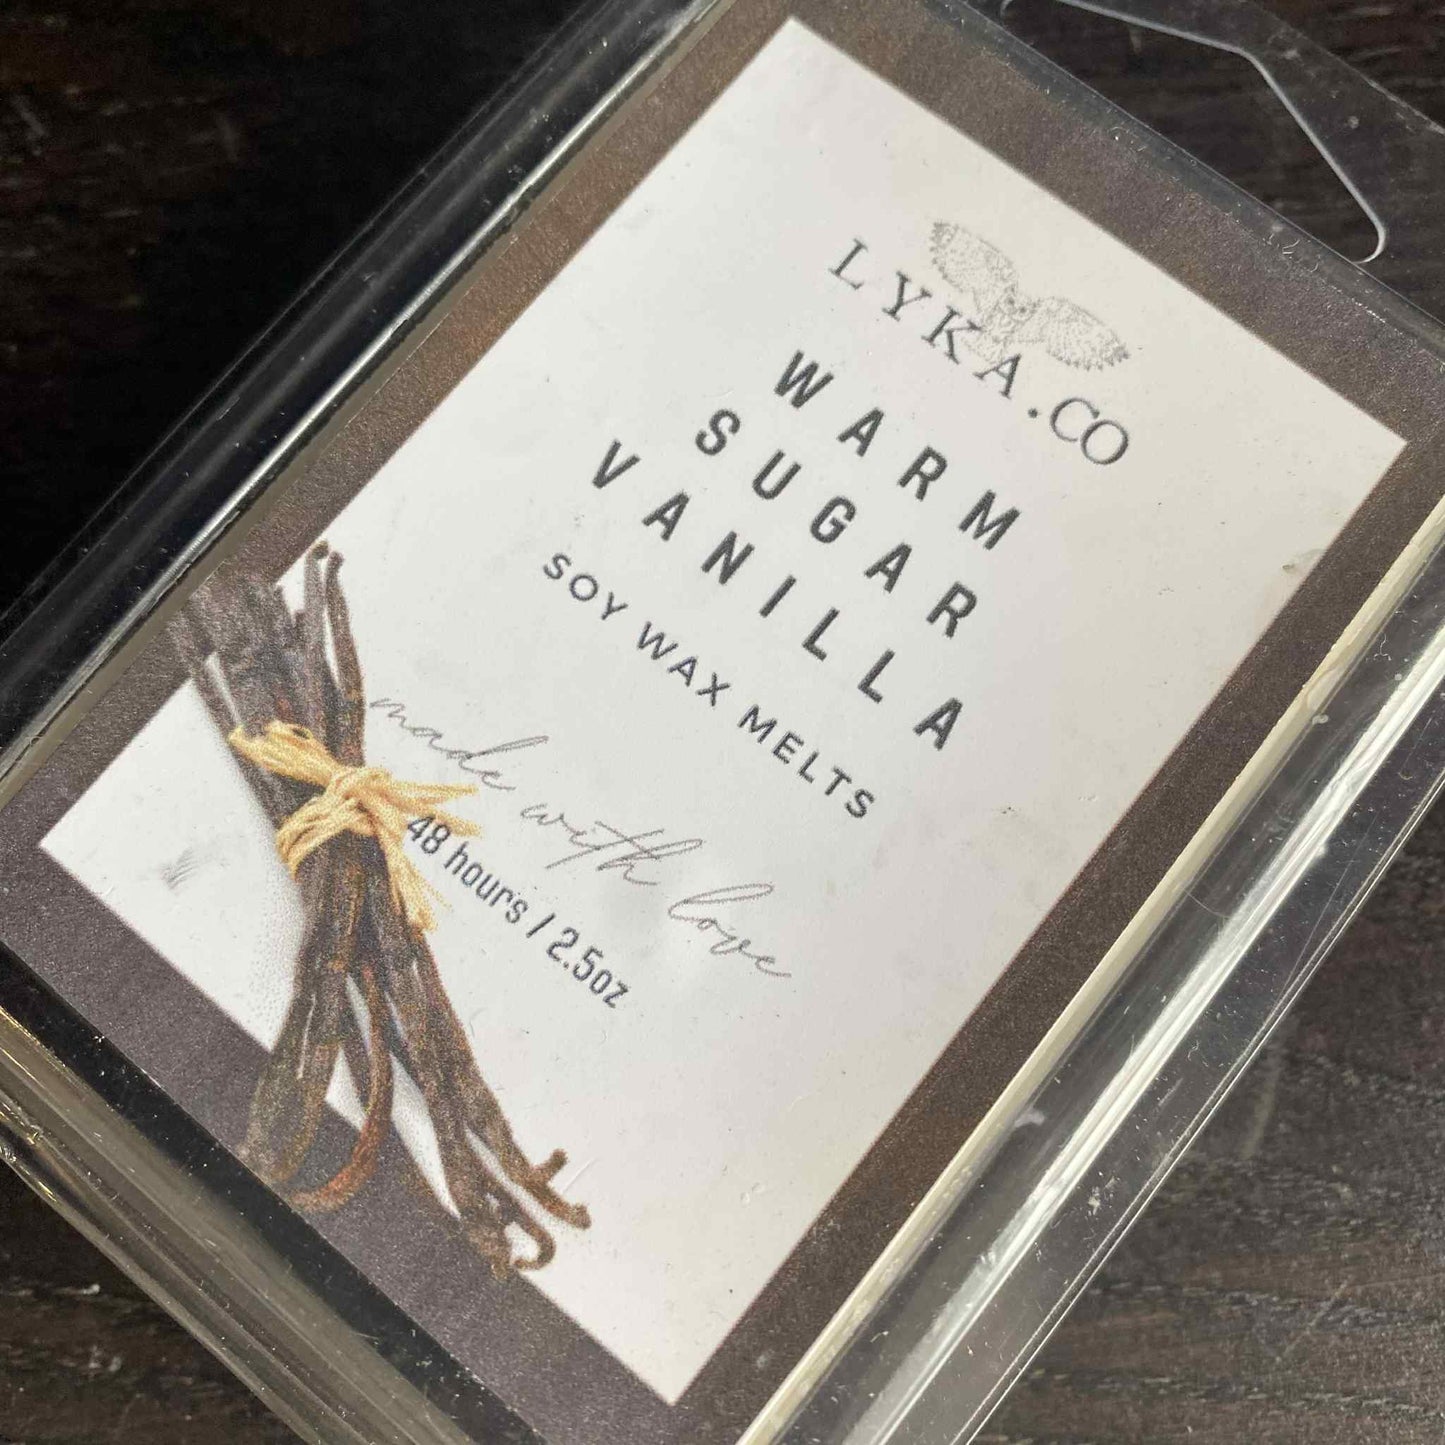 LYKA.CO
WARM
SUGAR
VANILLA
SOY WAX MELTS
made with love
48 hours / 2.5oz